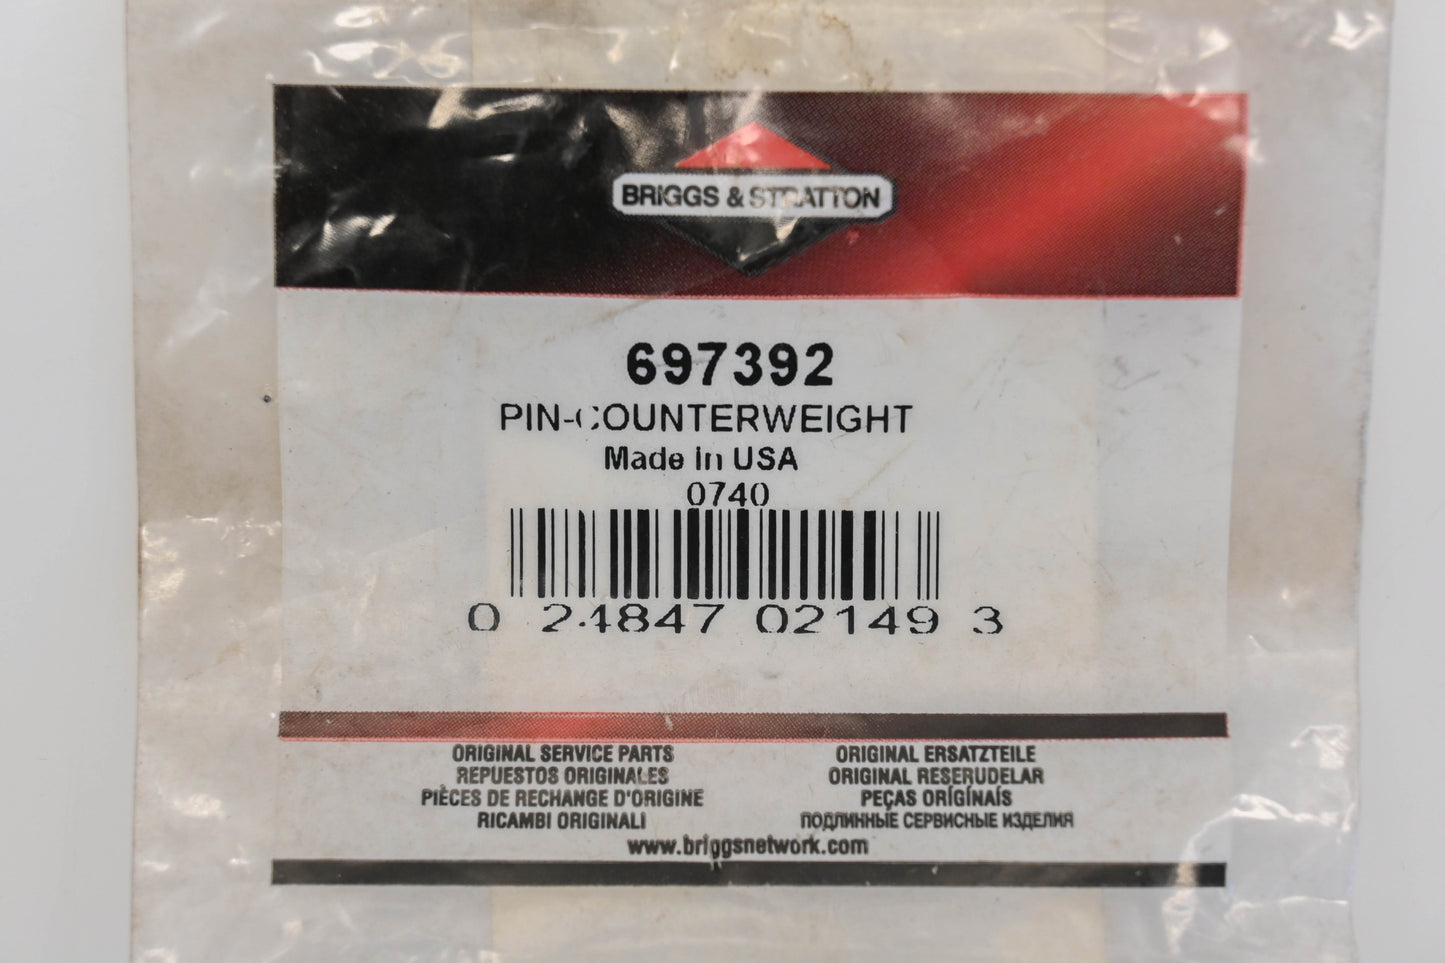 BRIGGS & STRATTON
697392
PIN-COUNTERWEIGHT
Made in USA
0740
0 24847 02149 3
ORIGINAL SERVICE PARTS
REPUESTOS ORIGINALES
PIÈCES DE RECHANGE D'ORIGINE
RICAMBI ORIGINALI
ORIGINAL ERSATZTEILE
ORIGINAL RESERUDELAR
PEÇAS ORIGÍNAIS
ПОДЛИННЫЕ СЕРВИСНЫЕ ИЗДЕЛИЯ
www.briggsnetwork.com